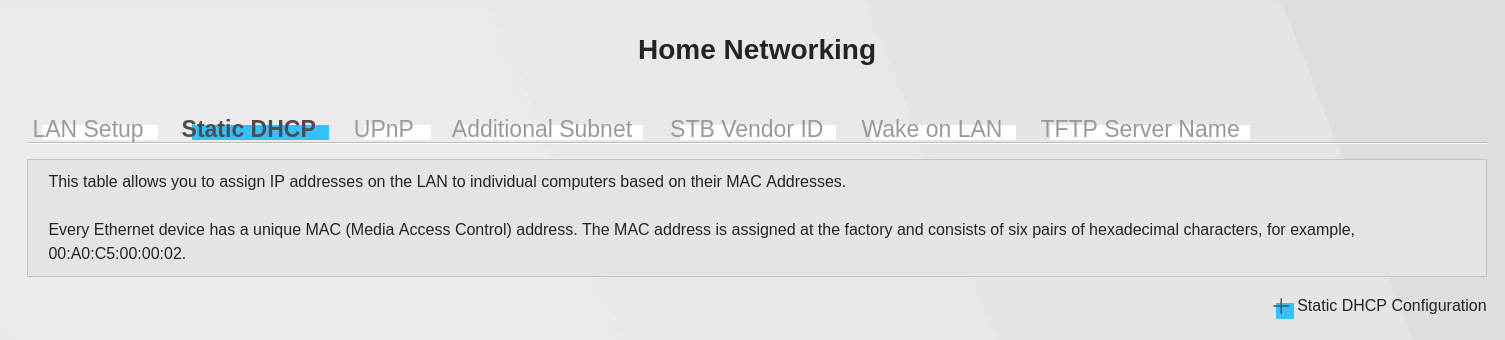 Home Networking
LAN Setup Static DHCP UPnP Additional Subnet STB Vendor ID Wake on LAN TFTP Server Name
This table allows you to assign IP addresses on the LAN to individual computers based on their MAC Addresses.
Every Ethernet device has a unique MAC (Media Access Control) address. The MAC address is assigned at the factory and consists of six pairs of hexadecimal characters, for example,
00:A0:C5:00:00:02.
Static DHCP Configuration